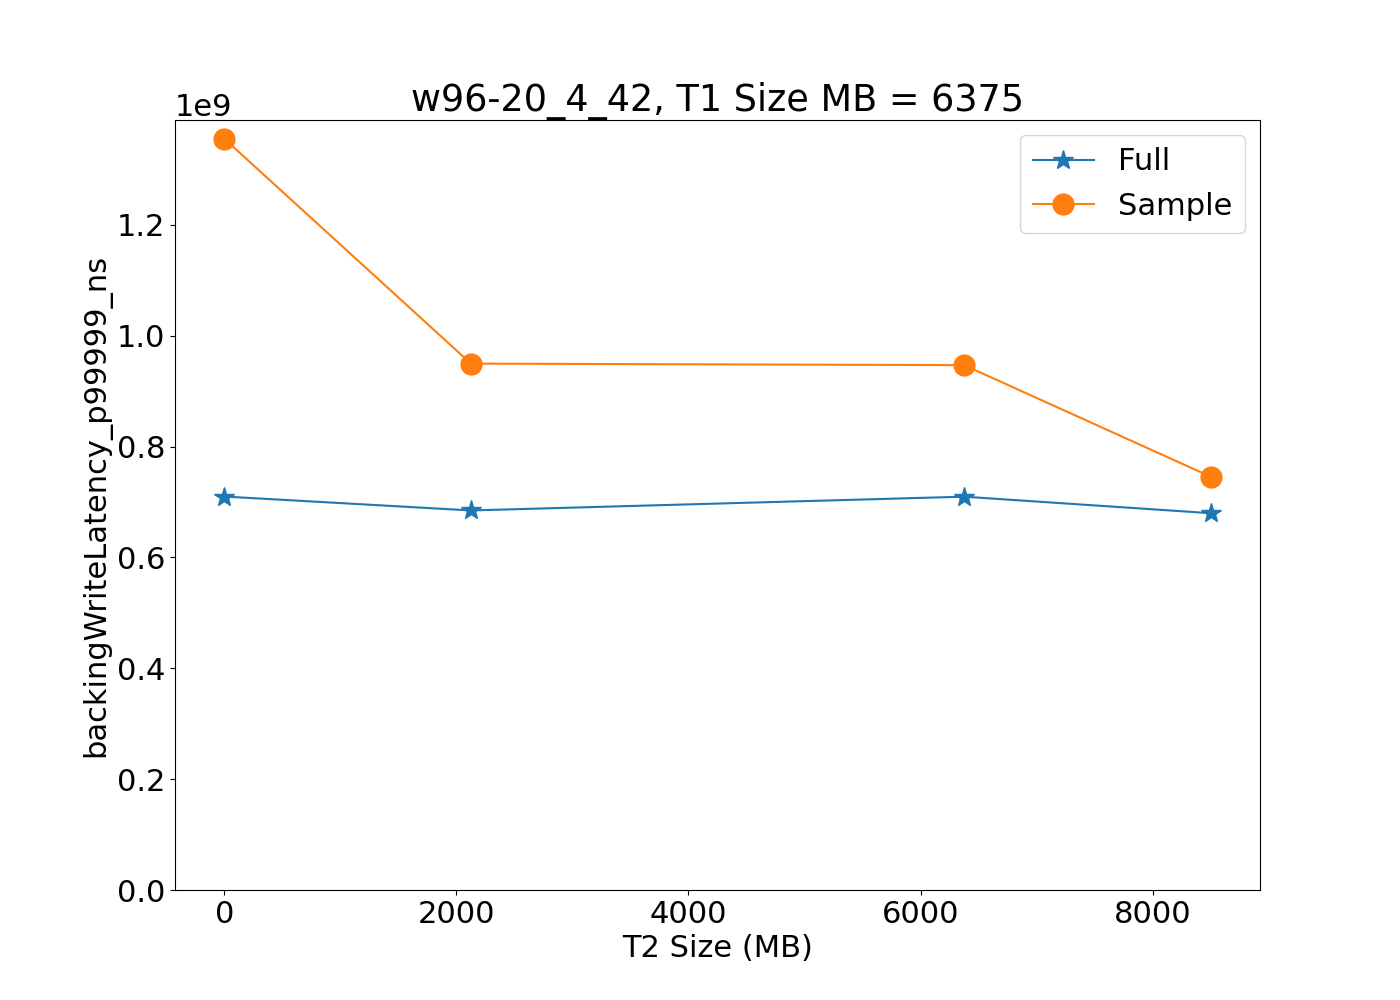 w96-20_4_42, T1 Size MB = 6375
1e9
Full
Sample
1.2
1.0
0.8
0.6
0.4
0.2
0.0
backingWriteLatency_p99999_ns
0 2000 4000 6000 8000
T2 Size (MB)